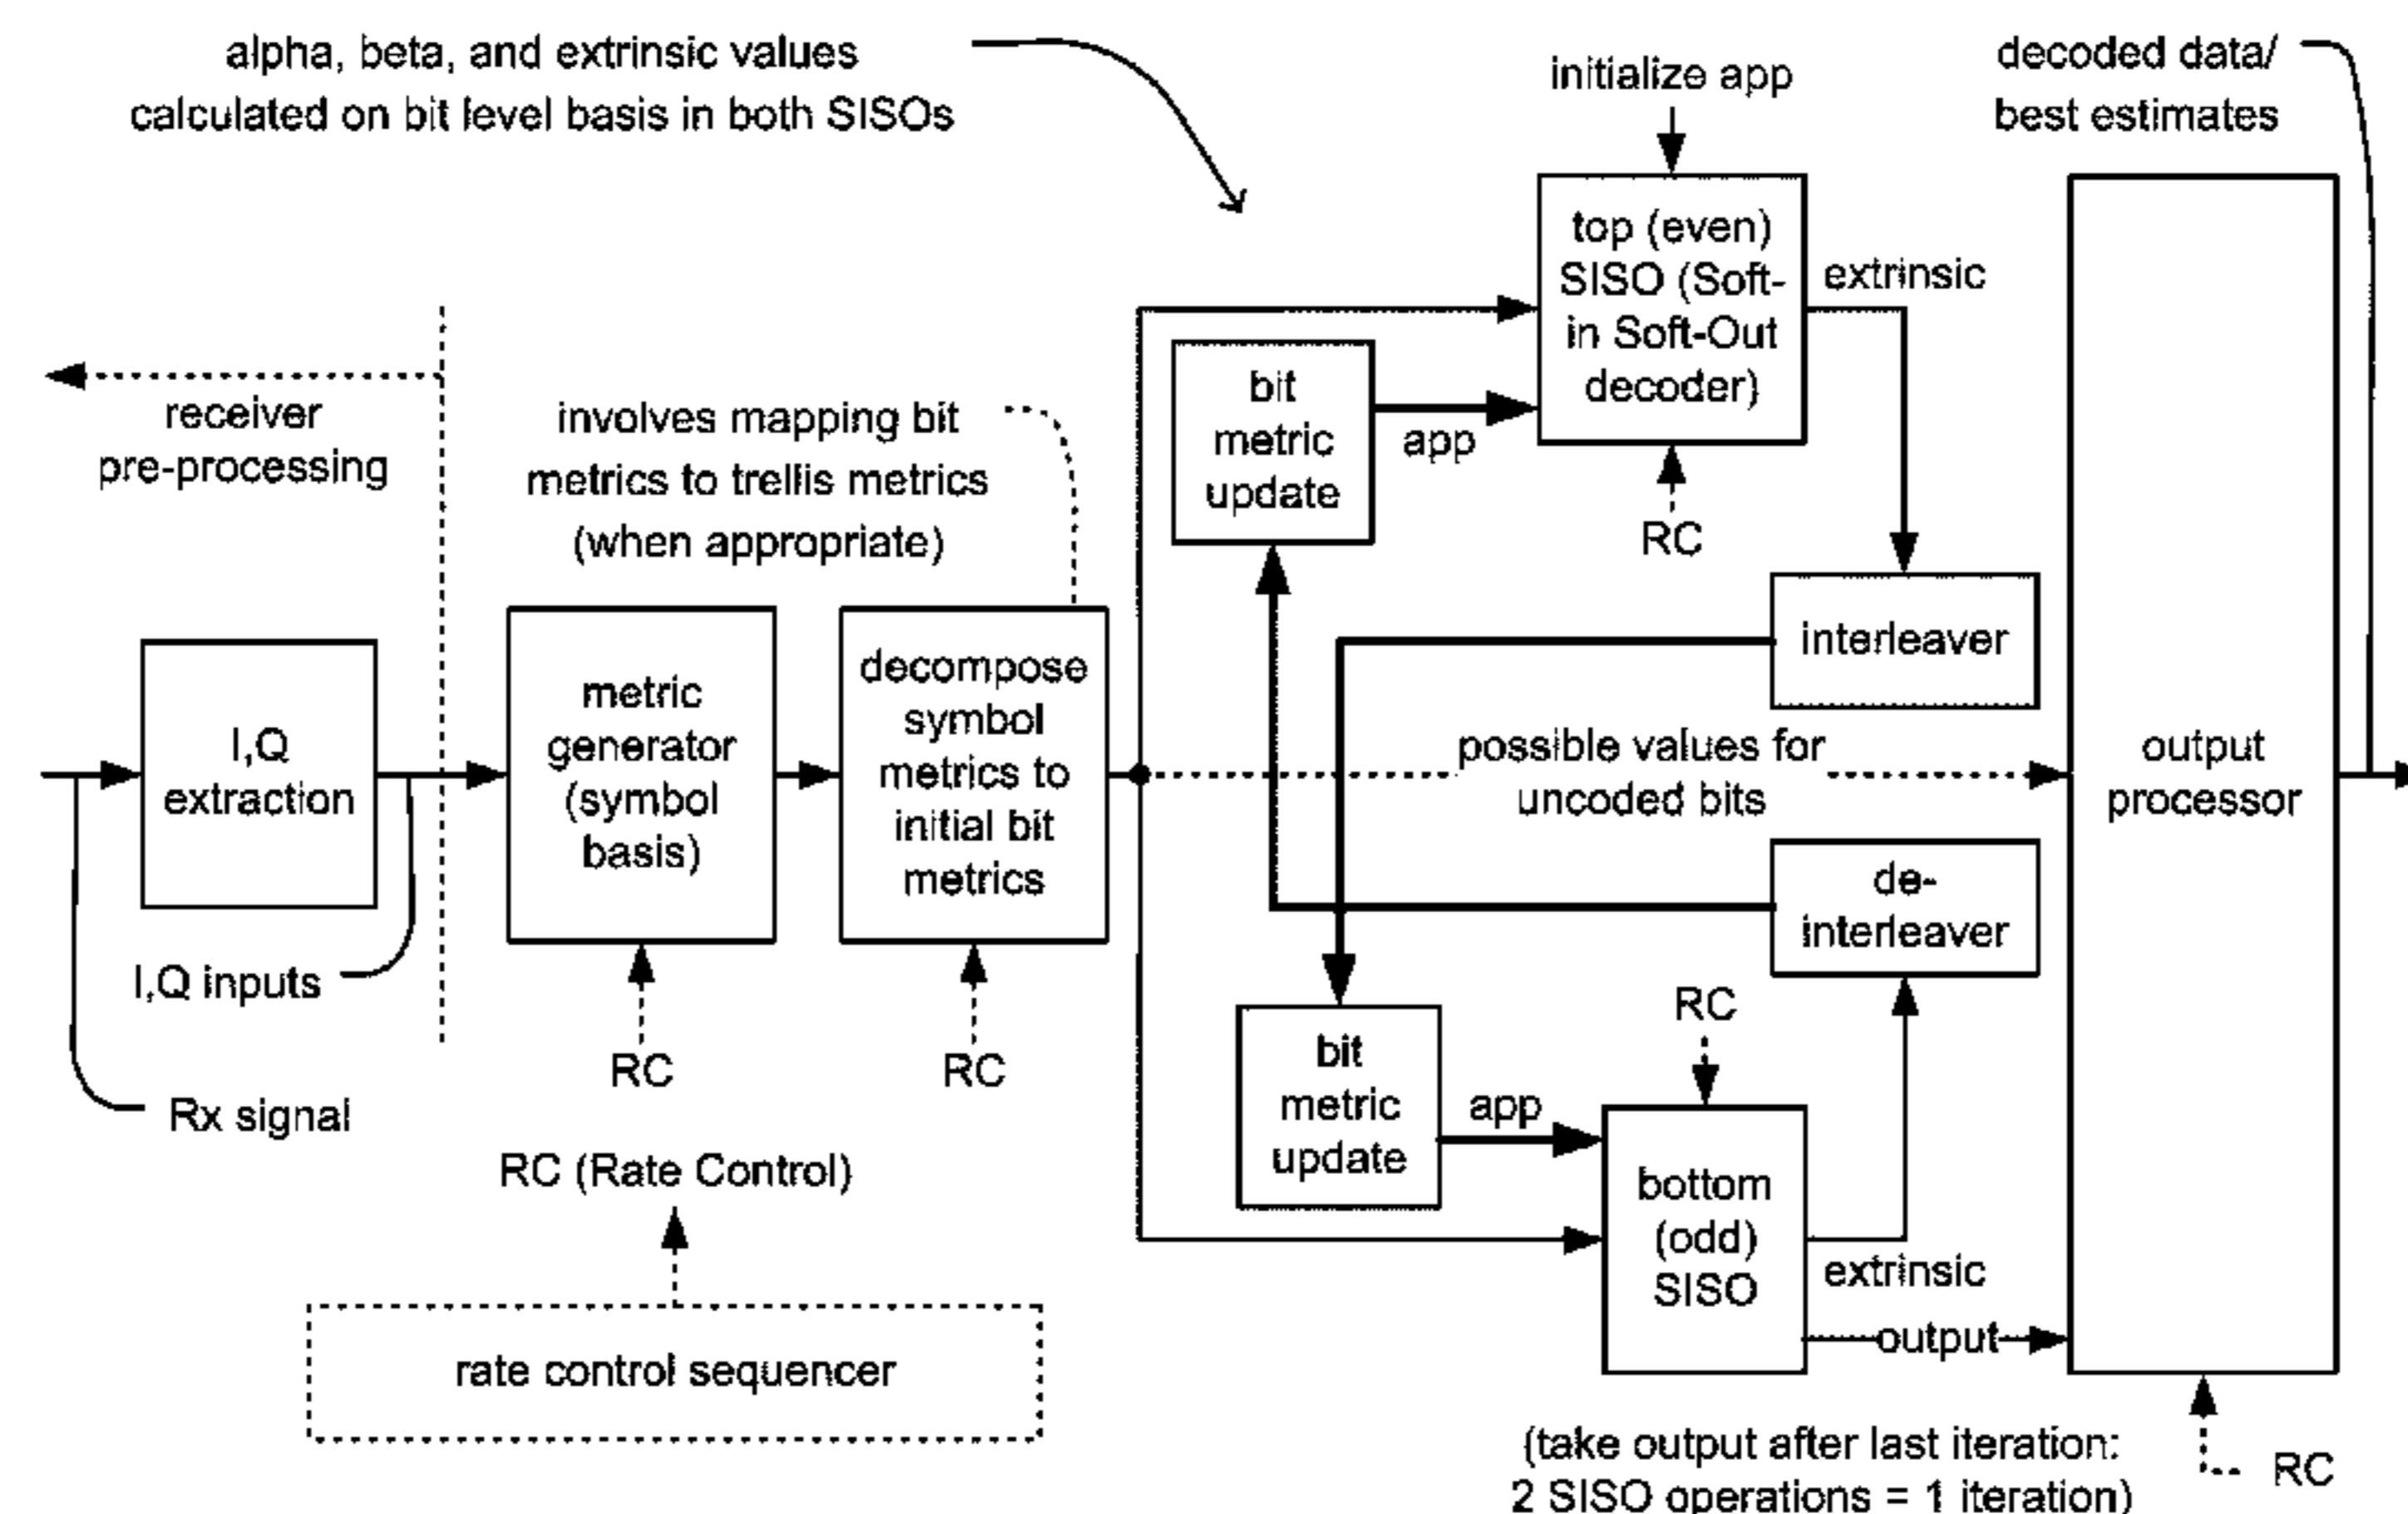 alpha, beta, and extrinsic values
calculated on bit level basis in both SISOs
initialize app
decoded data/
best estimates
top (even)
SISO (Soft-
in Soft-Out
decoder)
extrinsic
receiver
pre-processing
involves mapping bit
metrics to trellis metrics
(when appropriate)
bit
metric
update
app
RC
interleaver
I,Q
extraction
metric
generator
(symbol
basis)
decompose
symbol
metrics to
initial bit
metrics
possible values for
uncoded bits
output
processor
de-
interleaver
I,Q inputs
Rx signal
RC
RC
RC
bit
metric
update
app
bottom
(odd)
SISO
extrinsic
output
RC (Rate Control)
rate control sequencer
(take output after last iteration:
2 SISO operations = 1 iteration)
RC